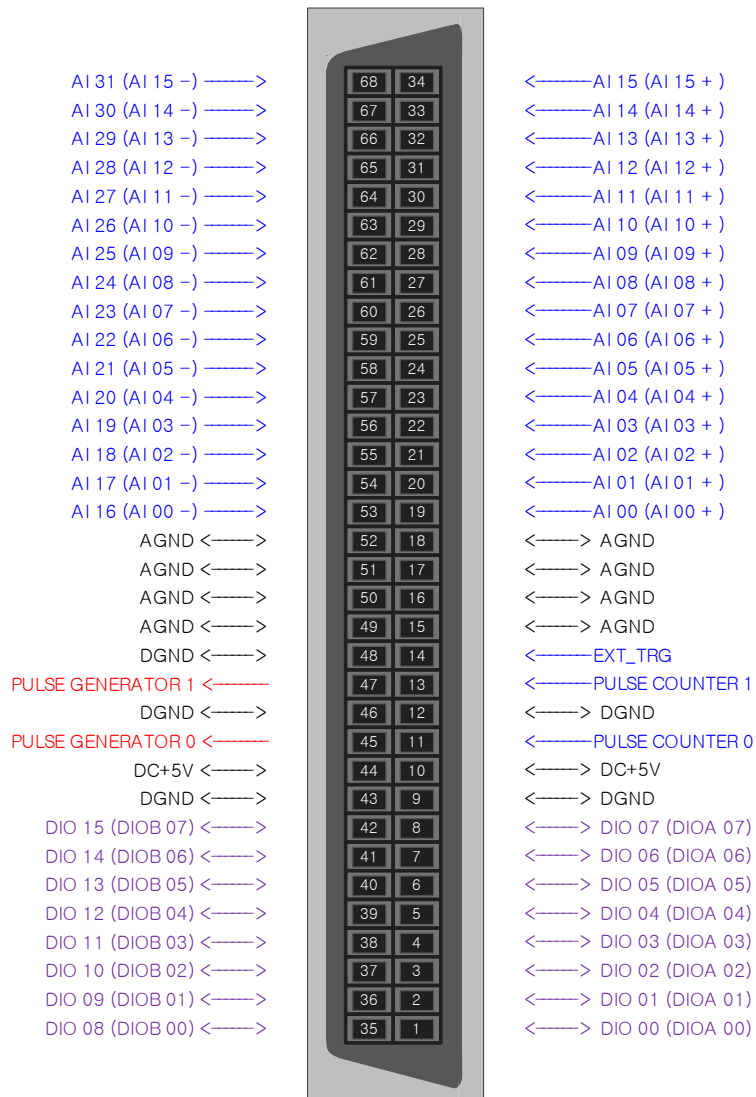 AI 31 (AI 15 -) 68 34 AI 15 (AI 15 + )
AI 30 (AI 14 -) 67 33 AI 14 (AI 14 + )
AI 29 (AI 13 -) 66 32 AI 13 (AI 13 + )
AI 28 (AI 12 -) 65 31 AI 12 (AI 12 + )
AI 27 (AI 11 -) 64 30 AI 11 (AI 11 + )
AI 26 (AI 10 -) 63 29 AI 10 (AI 10 + )
AI 25 (AI 09 -) 62 28 AI 09 (AI 09 + )
AI 24 (AI 08 -) 61 27 AI 08 (AI 08 + )
AI 23 (AI 07 -) 60 26 AI 07 (AI 07 + )
AI 22 (AI 06 -) 59 25 AI 06 (AI 06 + )
AI 21 (AI 05 -) 58 24 AI 05 (AI 05 + )
AI 20 (AI 04 -) 57 23 AI 04 (AI 04 + )
AI 19 (AI 03 -) 56 22 AI 03 (AI 03 + )
AI 18 (AI 02 -) 55 21 AI 02 (AI 02 + )
AI 17 (AI 01 -) 54 20 AI 01 (AI 01 + )
AI 16 (AI 00 -) 53 19 AI 00 (AI 00 + )
AGND 52 18 AGND
AGND 51 17 AGND
AGND 50 16 AGND
AGND 49 15 AGND
DGND 48 14 EXT_TRG
PULSE GENERATOR 1 47 13 PULSE COUNTER 1
DGND 46 12 DGND
PULSE GENERATOR 0 45 11 PULSE COUNTER 0
DC+5V 44 10 DC+5V
DGND 43 9 DGND
DIO 15 (DIOB 07) 42 8 DIO 07 (DIOA 07)
DIO 14 (DIOB 06) 41 7 DIO 06 (DIOA 06)
DIO 13 (DIOB 05) 40 6 DIO 05 (DIOA 05)
DIO 12 (DIOB 04) 39 5 DIO 04 (DIOA 04)
DIO 11 (DIOB 03) 38 4 DIO 03 (DIOA 03)
DIO 10 (DIOB 02) 37 3 DIO 02 (DIOA 02)
DIO 09 (DIOB 01) 36 2 DIO 01 (DIOA 01)
DIO 08 (DIOB 00) 35 1 DIO 00 (DIOA 00)